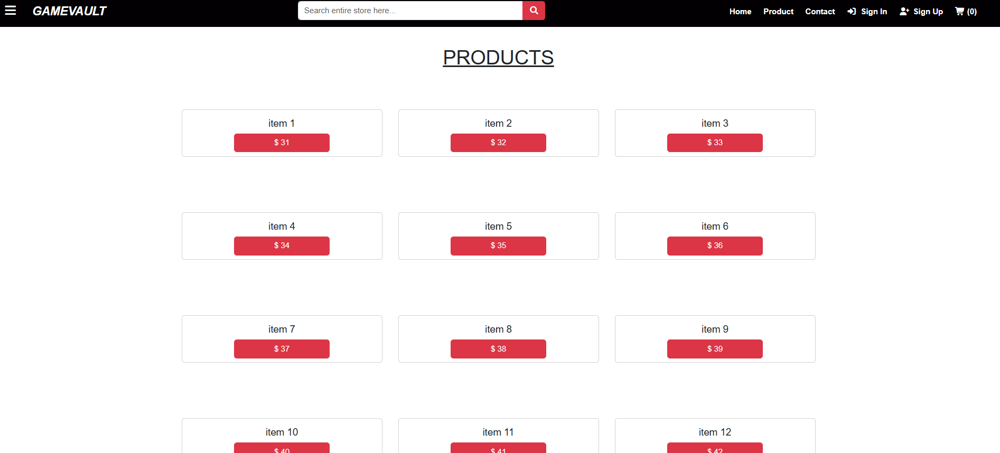 GAMEVAULT
Search entire store here...
Home Product Contact Sign In Sign Up (0)
PRODUCTS
item 1 item 2 item 3
$ 31 $ 32 $ 33
item 4 item 5 item 6
$ 34 $ 35 $ 36
item 7 item 8 item 9
$ 37 $ 38 $ 39
item 10 item 11 item 12
$ 40 $ 41 $ 42